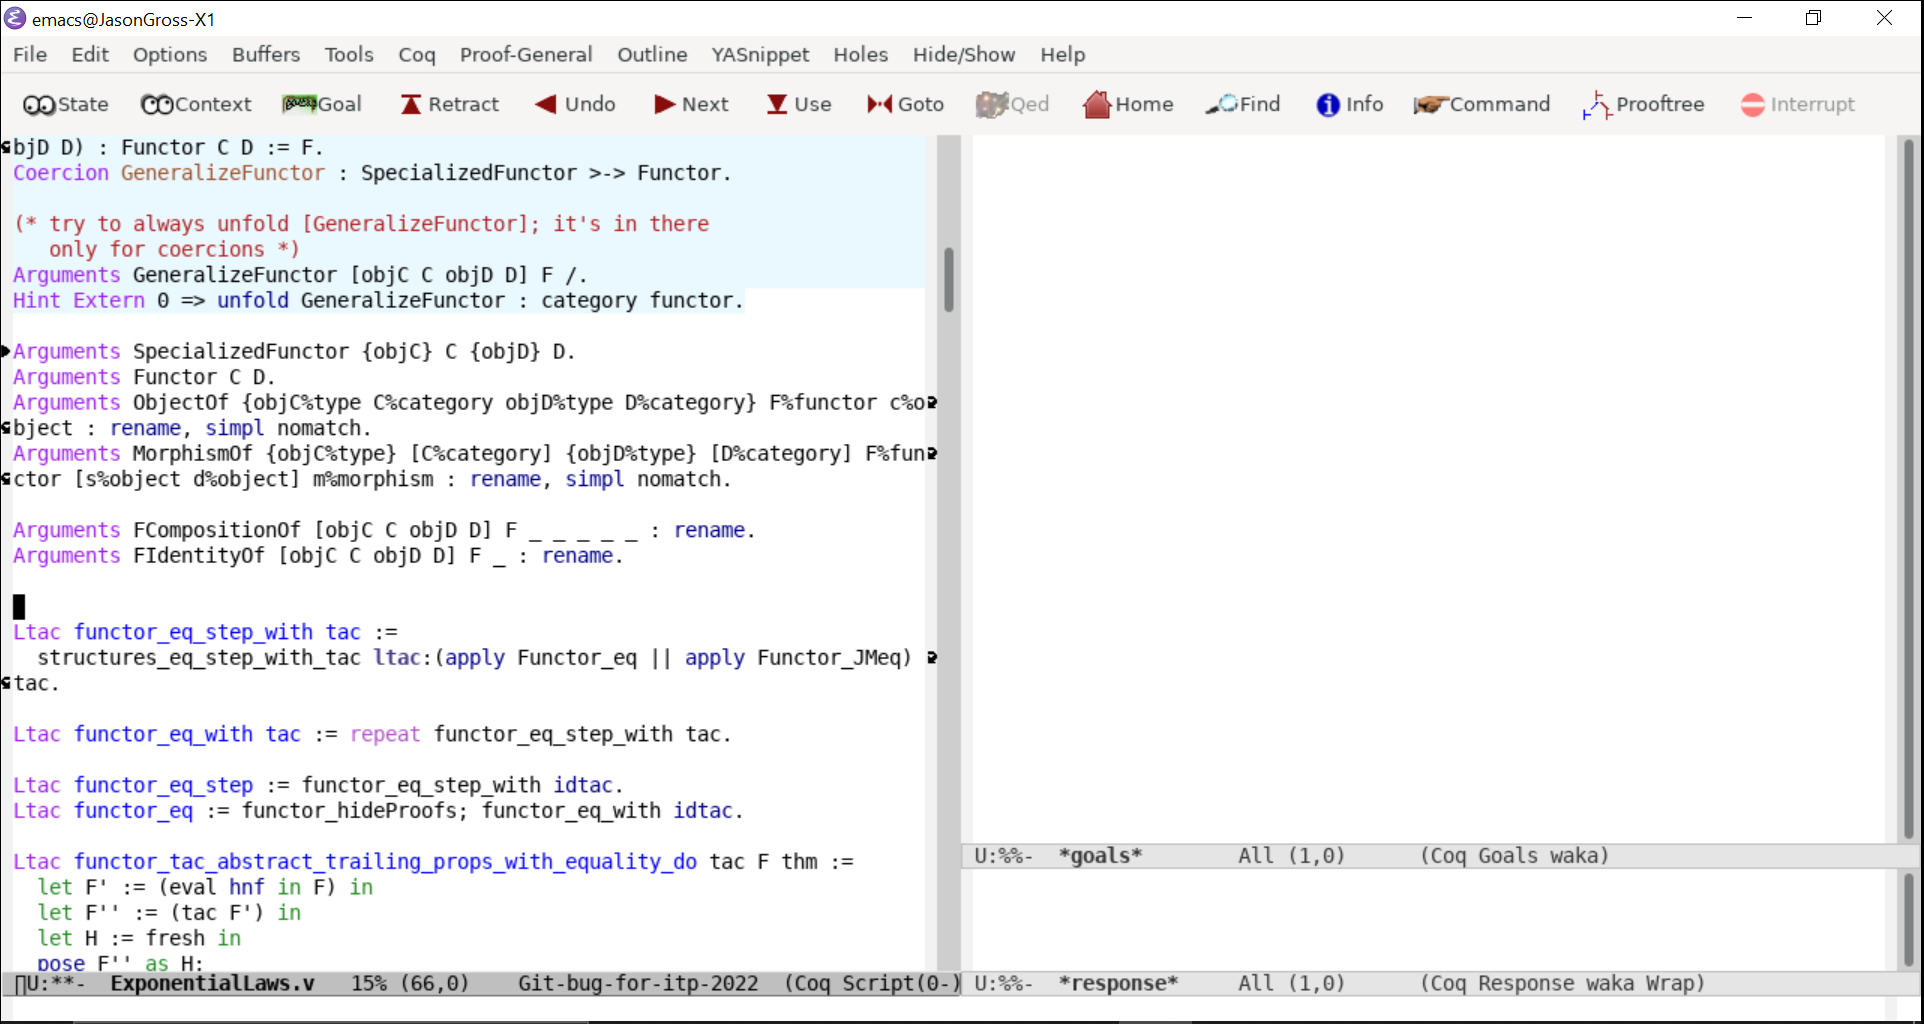 emacs@JasonGross-X1
File Edit Options Buffers Tools Coq Proof-General Outline YASnippet Holes Hide/Show Help
State Context Goal Retract Undo Next Use Goto Qed Home Find Info Command Prooftree Interrupt
bjD D) : Functor C D := F.
Coercion GeneralizeFunctor : SpecializedFunctor >-> Functor.
(* try to always unfold [GeneralizeFunctor]; it's in there
only for coercions *)
Arguments GeneralizeFunctor [objC C objD D] F /.
Hint Extern 0 => unfold GeneralizeFunctor : category functor.
Arguments SpecializedFunctor {objC} C {objD} D.
Arguments Functor C D.
Arguments ObjectOf {objC%type C%category objD%type D%category} F%functor c%o
bject : rename, simpl nomatch.
Arguments MorphismOf {objC%type} [C%category] {objD%type} [D%category] F%fun
ctor [s%object d%object] m%morphism : rename, simpl nomatch.
Arguments FCompositionOf [objC C objD D] F _ _ _ _ _ : rename.
Arguments FIdentityOf [objC C objD D] F _ : rename.
Ltac functor_eq_step_with tac :=
structures_eq_step_with_tac ltac:(apply Functor_eq || apply Functor_JMeq)
tac.
Ltac functor_eq_with tac := repeat functor_eq_step_with tac.
Ltac functor_eq_step := functor_eq_step_with idtac.
Ltac functor_eq := functor_hideProofs; functor_eq_with idtac.
Ltac functor_tac_abstract_trailing_props_with_equality_do tac F thm :=
let F' := (eval hnf in F) in
let F'' := (tac F') in
let H := fresh in
pose F'' as H;
U:**- ExponentialLaws.v 15% (66,0) Git-bug-for-itp-2022 (Coq Script(0-)
U:%%- *goals* All (1,0) (Coq Goals waka)
U:%%- *response* All (1,0) (Coq Response waka Wrap)